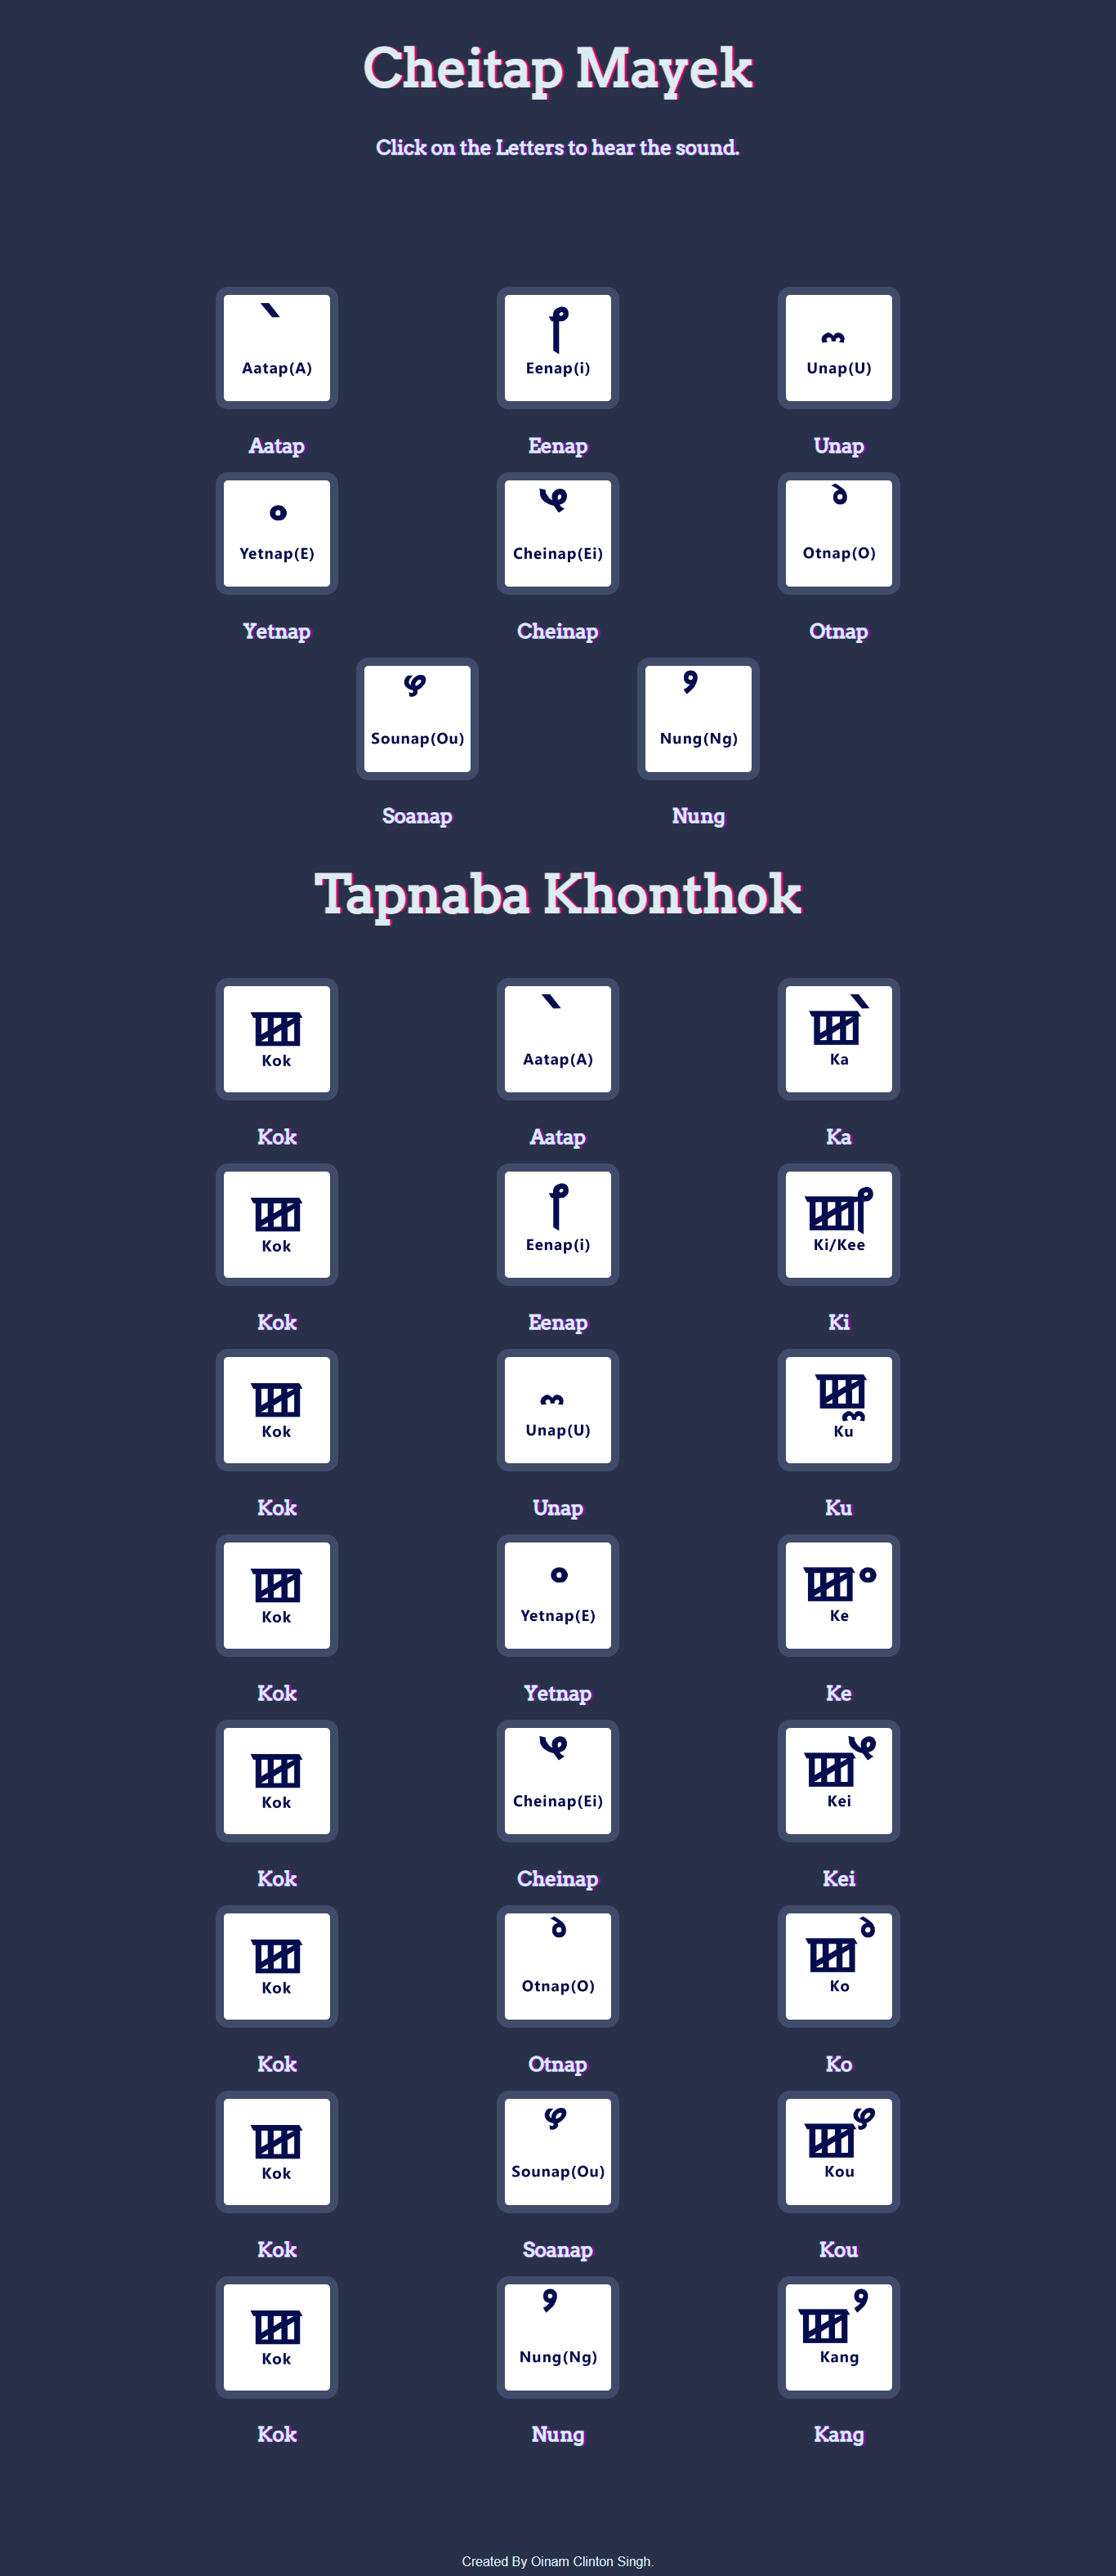 Cheitap Mayek
Click on the Letters to hear the sound.
ꯥ ꯤ ꯨ
Aatap(A) Eenap(i) Unap(U)
Aatap Eenap Unap
ꯦ ꯩ ꯣ
Yetnap(E) Cheinap(Ei) Otnap(O)
Yetnap Cheinap Otnap
ꯧ ꯪ
Sounap(Ou) Nung(Ng)
Soanap Nung
Tapnaba Khonthok
ꯀ ꯥ ꯀꯥ
Kok Aatap(A) Ka
Kok Aatap Ka
ꯀ ꯤ ꯀꯤ
Kok Eenap(i) Ki/Kee
Kok Eenap Ki
ꯀ ꯨ ꯀꯨ
Kok Unap(U) Ku
Kok Unap Ku
ꯀ ꯦ ꯀꯦ
Kok Yetnap(E) Ke
Kok Yetnap Ke
ꯀ ꯩ ꯀꯩ
Kok Cheinap(Ei) Kei
Kok Cheinap Kei
ꯀ ꯣ ꯀꯣ
Kok Otnap(O) Ko
Kok Otnap Ko
ꯀ ꯧ ꯀꯧ
Kok Sounap(Ou) Kou
Kok Soanap Kou
ꯀ ꯪ ꯀꯪ
Kok Nung(Ng) Kang
Kok Nung Kang
Created By Oinam Clinton Singh.